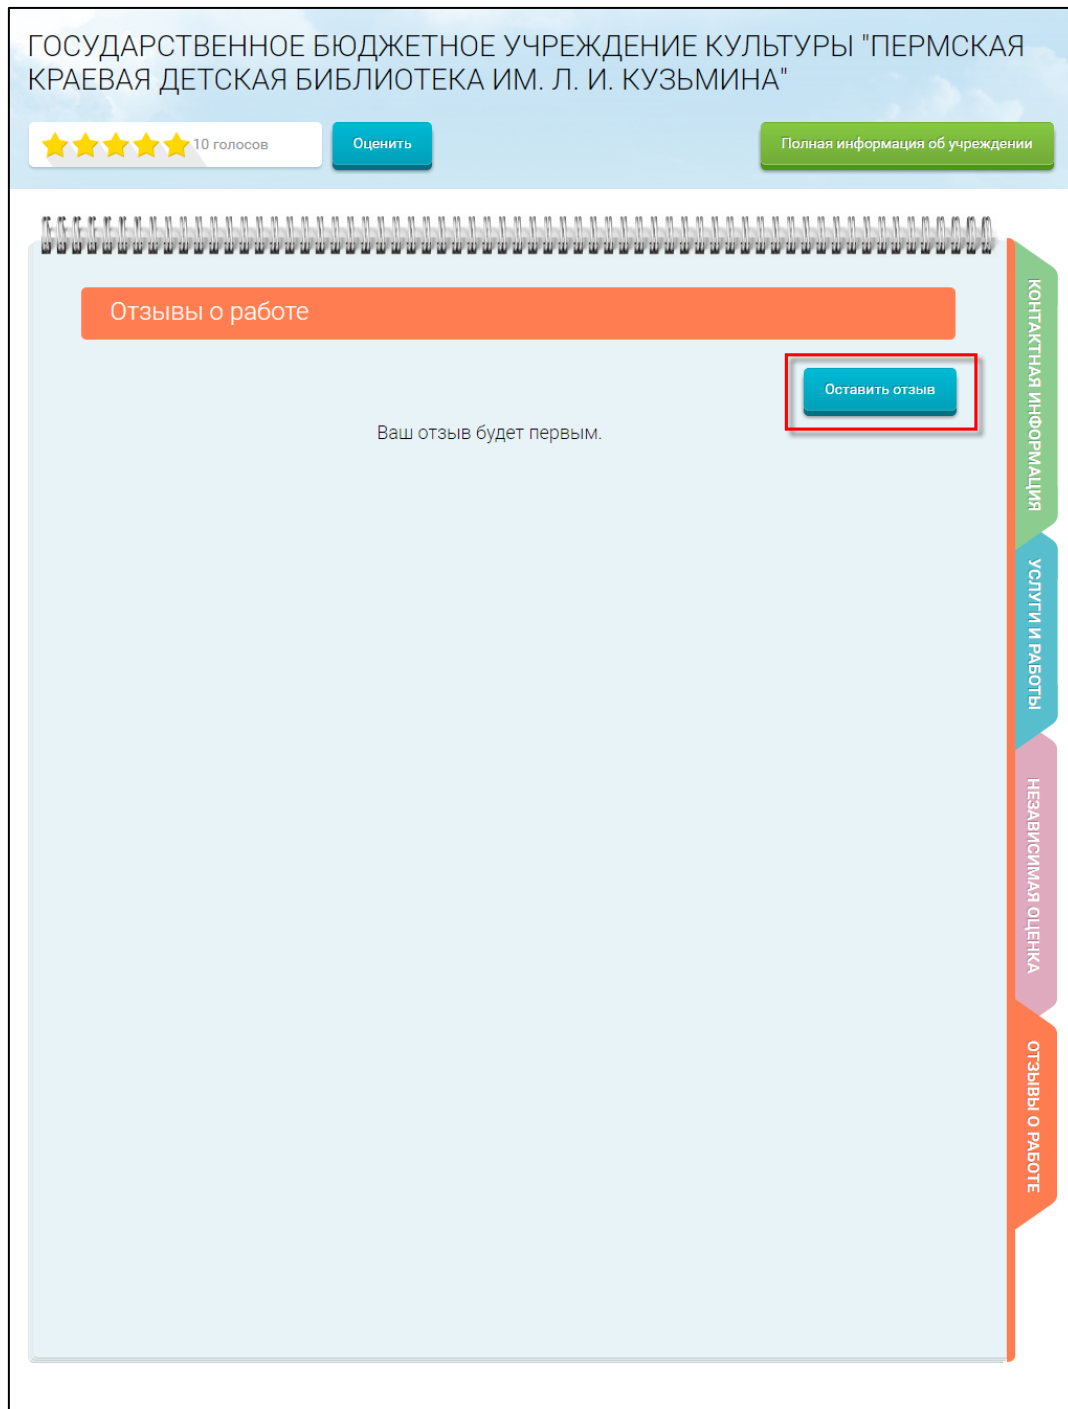 ГОСУДАРСТВЕННОЕ БЮДЖЕТНОЕ УЧРЕЖДЕНИЕ КУЛЬТУРЫ "ПЕРМСКАЯ
КРАЕВАЯ ДЕТСКАЯ БИБЛИОТЕКА ИМ. Л. И. КУЗЬМИНА"
10 голосов
Оценить
Полная информация об учреждении
Отзывы о работе
Оставить отзыв
Ваш отзыв будет первым.
КОНТАКТНАЯ ИНФОРМАЦИЯ
УСЛУГИ И РАБОТЫ
НЕЗАВИСИМАЯ ОЦЕНКА
ОТЗЫВЫ О РАБОТЕ